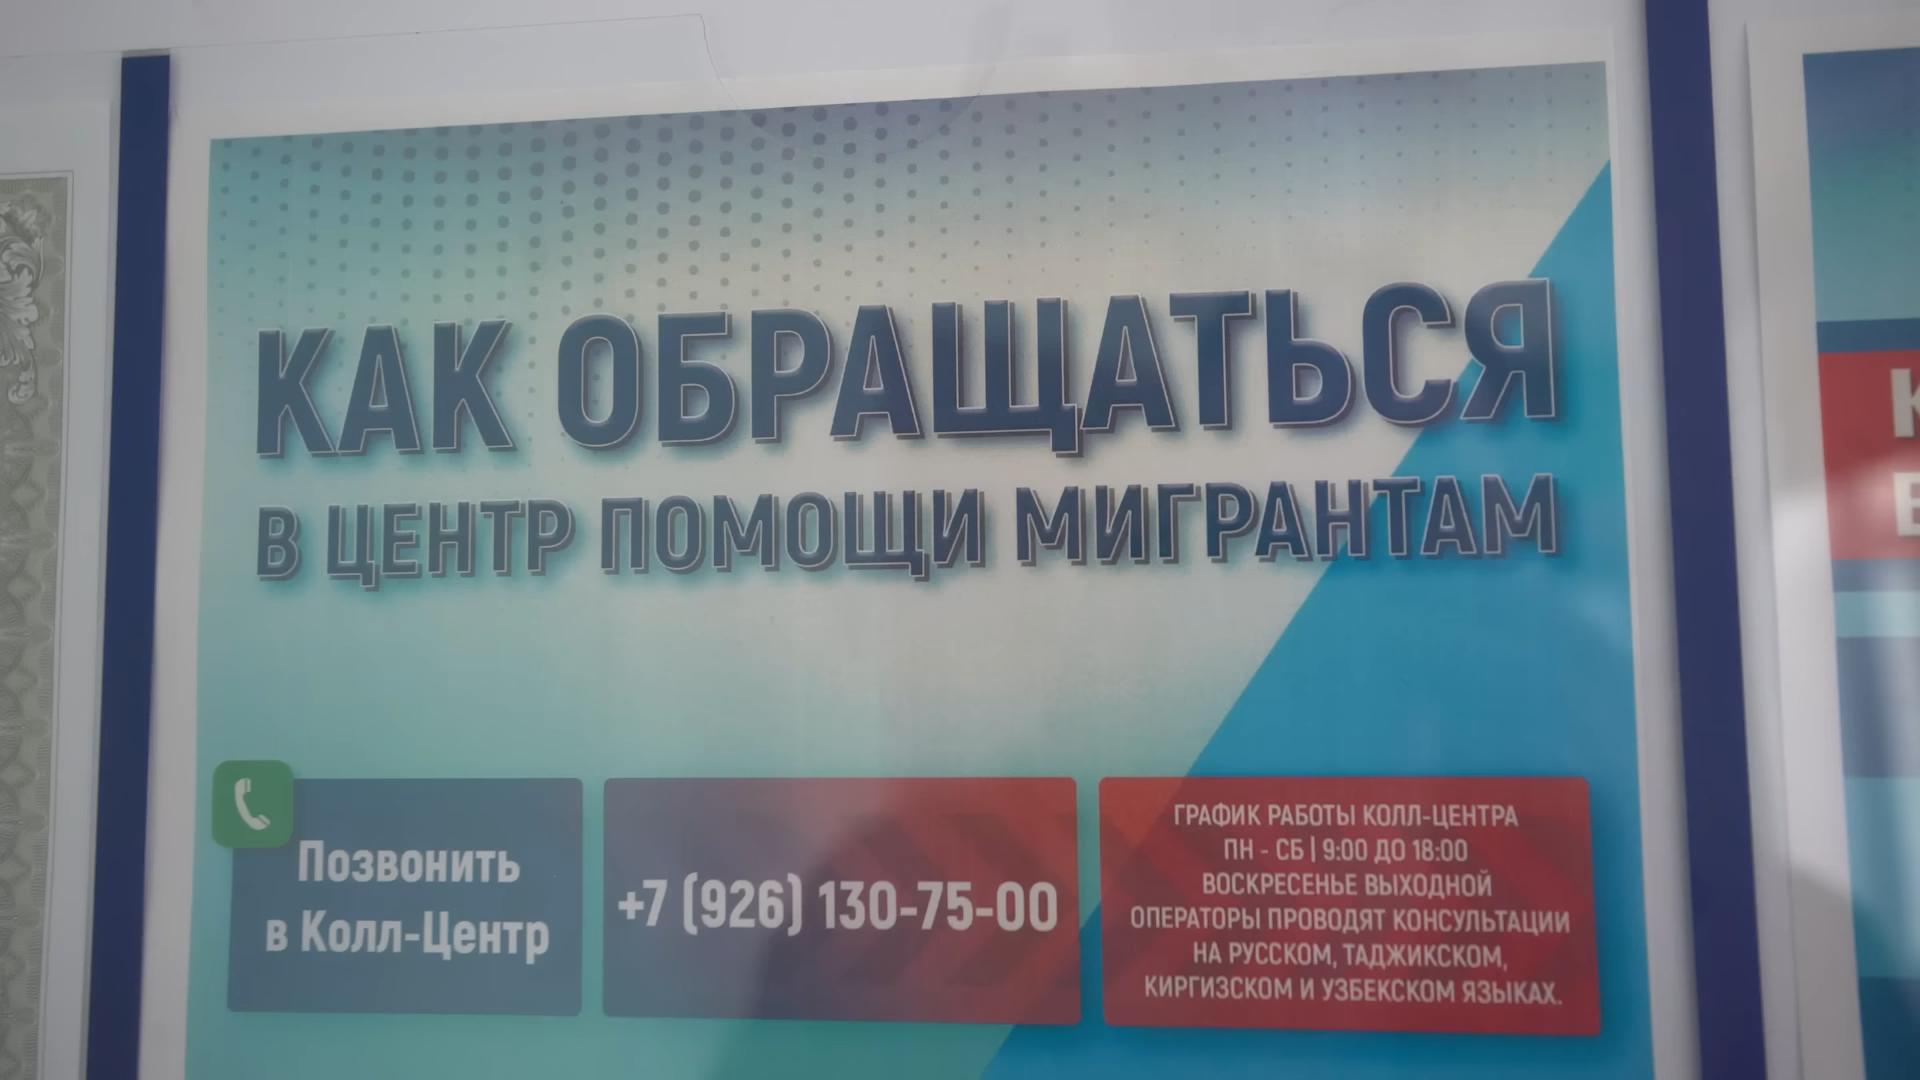 КАК ОБРАЩАТЬСЯ
В ЦЕНТР ПОМОЩИ МИГРАНТАМ
Позвонить
в Колл-Центр
+7 (926) 130-75-00
ГРАФИК РАБОТЫ КОЛЛ-ЦЕНТРА
ПН - СБ | 9:00 ДО 18:00
ВОСКРЕСЕНЬЕ ВЫХОДНОЙ
ОПЕРАТОРЫ ПРОВОДЯТ КОНСУЛЬТАЦИИ
НА РУССКОМ, ТАДЖИКСКОМ,
КИРГИЗСКОМ И УЗБЕКСКОМ ЯЗЫКАХ.